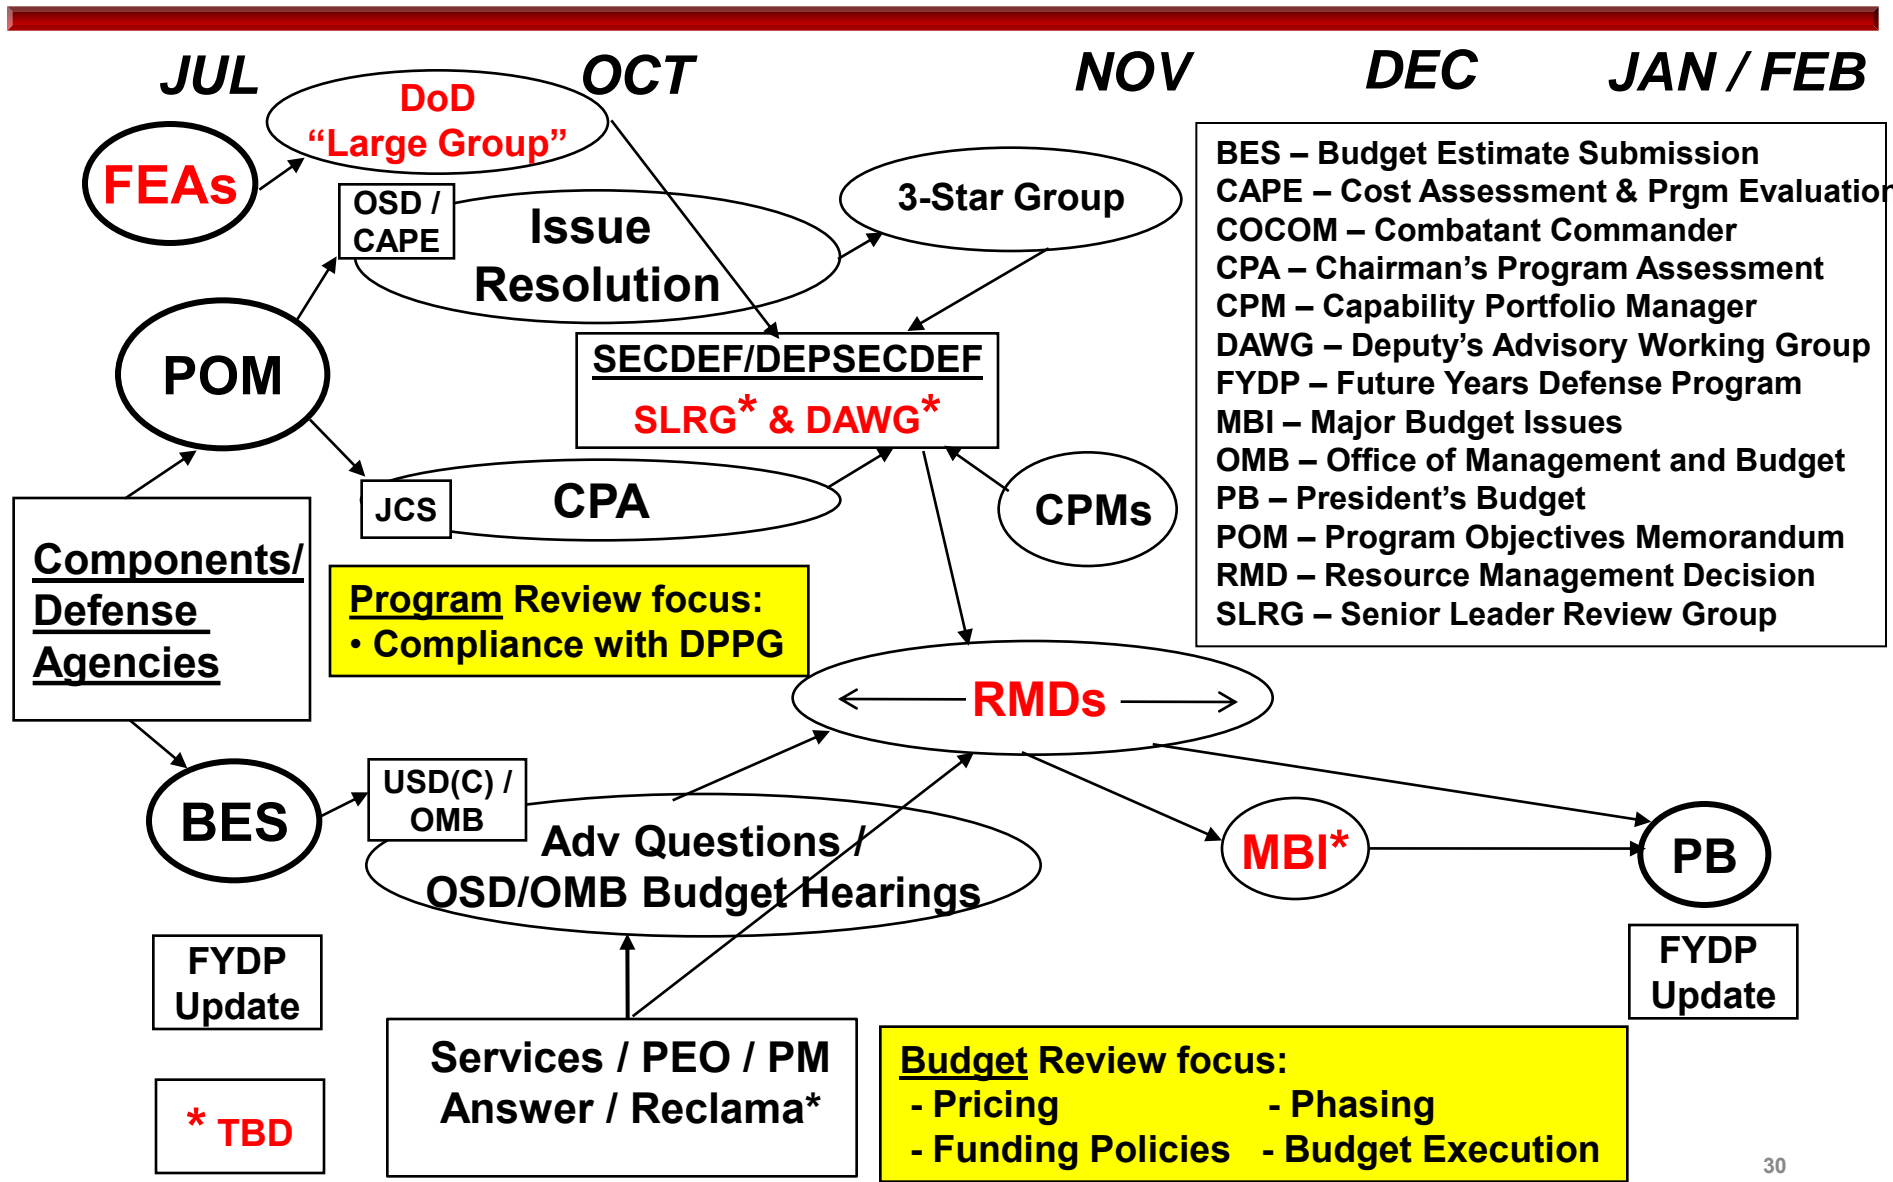 JUL
OCT
NOV
DEC
JAN / FEB
DoD
“Large Group”
FEAs
OSD /
CAPE
Issue
Resolution
3-Star Group
POM
SECDEF/DEPSECDEF
SLRG* & DAWG*
JCS
CPA
CPMs
Components/
Defense
Agencies
Program Review focus:
• Compliance with DPPG
BES – Budget Estimate Submission
CAPE – Cost Assessment & Prgm Evaluation
COCOM – Combatant Commander
CPA – Chairman’s Program Assessment
CPM – Capability Portfolio Manager
DAWG – Deputy’s Advisory Working Group
FYDP – Future Years Defense Program
MBI – Major Budget Issues
OMB – Office of Management and Budget
PB – President’s Budget
POM – Program Objectives Memorandum
RMD – Resource Management Decision
SLRG – Senior Leader Review Group
RMDs
BES
USD(C) /
OMB
Adv Questions /
OSD/OMB Budget Hearings
MBI*
PB
FYDP
Update
FYDP
Update
Services / PEO / PM
Answer / Reclama*
* TBD
Budget Review focus:
- Pricing - Phasing
- Funding Policies - Budget Execution
30